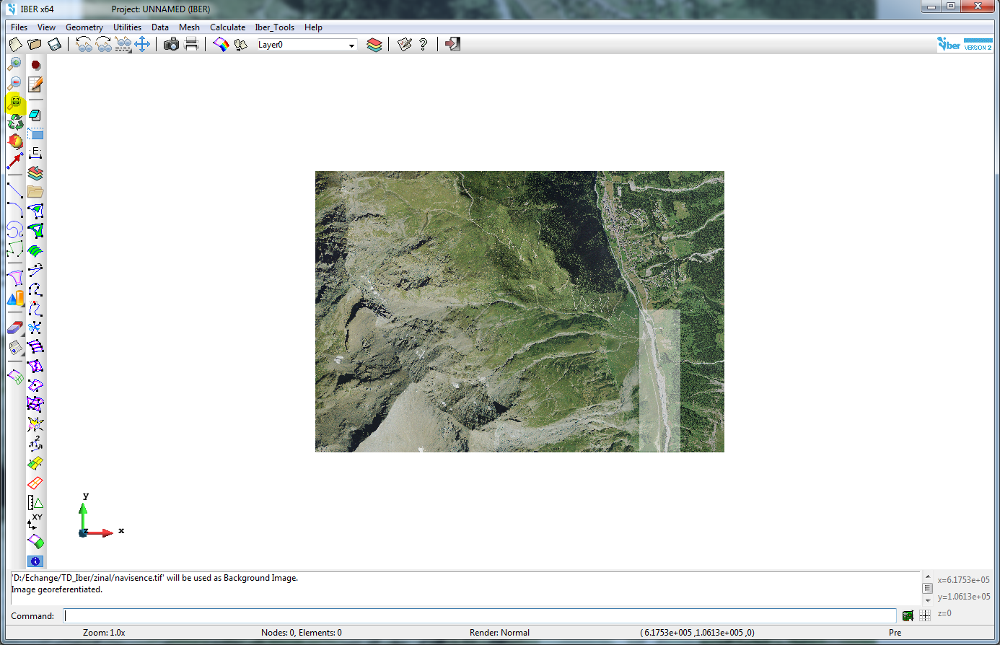 IBER x64 Project: UNNAMED (IBER)
Files View Geometry Utilities Data Mesh Calculate Iber_Tools Help
Layer0
iber VERSION 2
E
2
XY
y
z
x
'D:/Echange/TD_Iber/zinal/navisence.tif' will be used as Background Image.
Image georeferentiated.
x=6.1753e+05
y=1.0613e+05
z=0
Command:
Zoom: 1.0x Nodes: 0, Elements: 0 Render: Normal ( 6.1753e+005 ,1.0613e+005 ,0) Pre